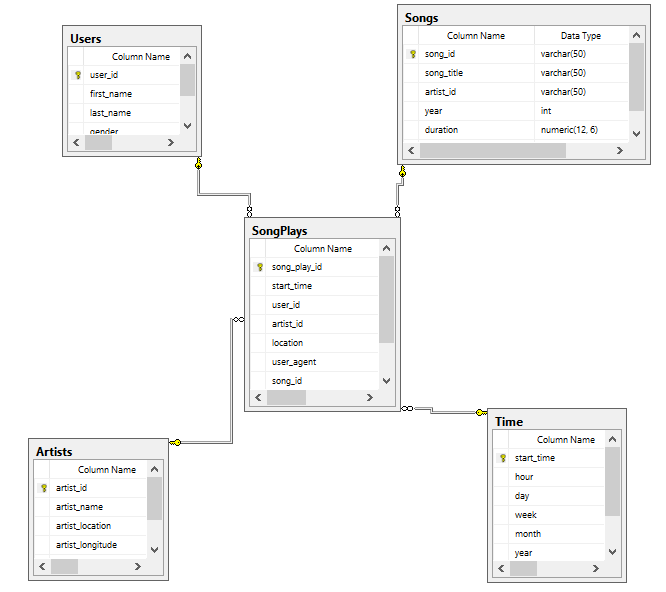 Users
Column Name
user_id
first_name
last_name
gender
Songs
Column Name Data Type
song_id varchar(50)
song_title varchar(50)
artist_id varchar(50)
year int
duration numeric(12, 6)
SongPlays
Column Name
song_play_id
start_time
user_id
artist_id
location
user_agent
song_id
Artists
Column Name
artist_id
artist_name
artist_location
artist_longitude
Time
Column Name
start_time
hour
day
week
month
year